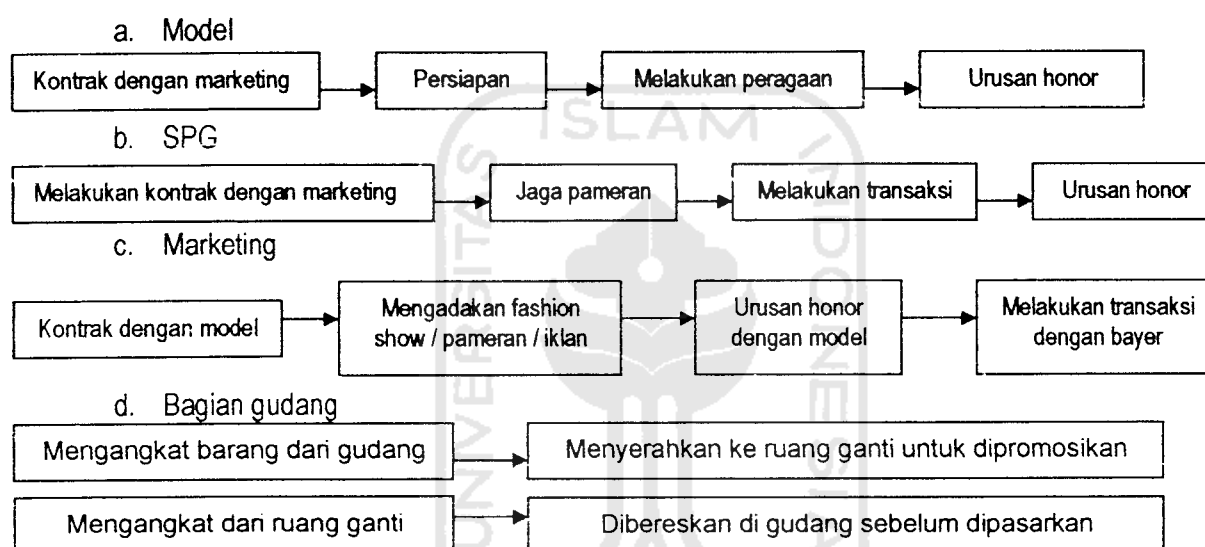 a. Model
Kontrak dengan marketing
Persiapan
Melakukan peragaan
Urusan honor
b. SPG
Melakukan kontrak dengan marketing
Jaga pameran
Melakukan transaksi
Urusan honor
c. Marketing
Kontrak dengan model
Mengadakan fashion
show / pameran / iklan
Urusan honor
dengan model
Melakukan transaksi
dengan bayer
d. Bagian gudang
Mengangkat barang dari gudang
Menyerahkan ke ruang ganti untuk dipromosikan
Mengangkat dari ruang ganti
Dibereskan di gudang sebelum dipasarkan
UNIVERSITAS
ISLAM
INDONESIA